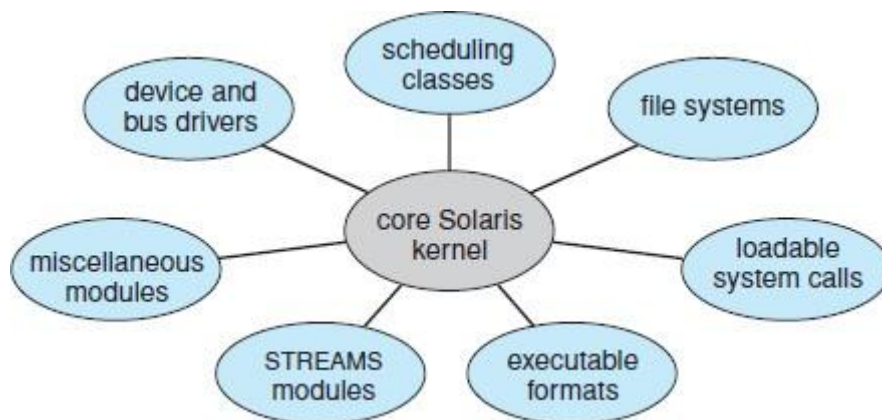 scheduling
classes
device and
bus drivers
file systems
core Solaris
kernel
miscellaneous
modules
loadable
system calls
STREAMS
modules
executable
formats